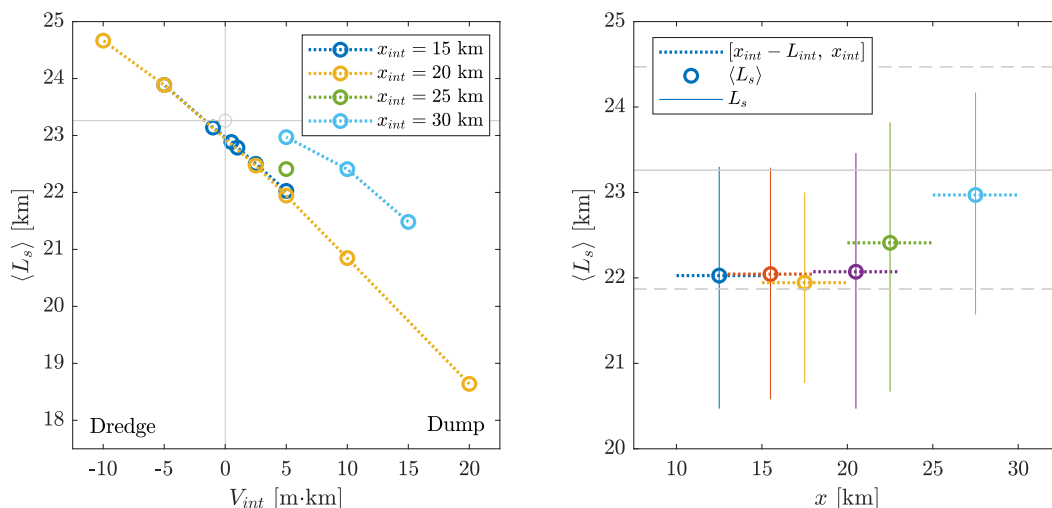 25
24
23
22
21
20
19
18
⟨L_s⟩ [km]
x_int = 15 km
x_int = 20 km
x_int = 25 km
x_int = 30 km
Dredge
Dump
-10 -5 0 5 10 15 20
V_int [m·km]
25
24
23
22
21
20
⟨L_s⟩ [km]
[x_int − L_int, x_int]
⟨L_s⟩
L_s
10 15 20 25 30
x [km]